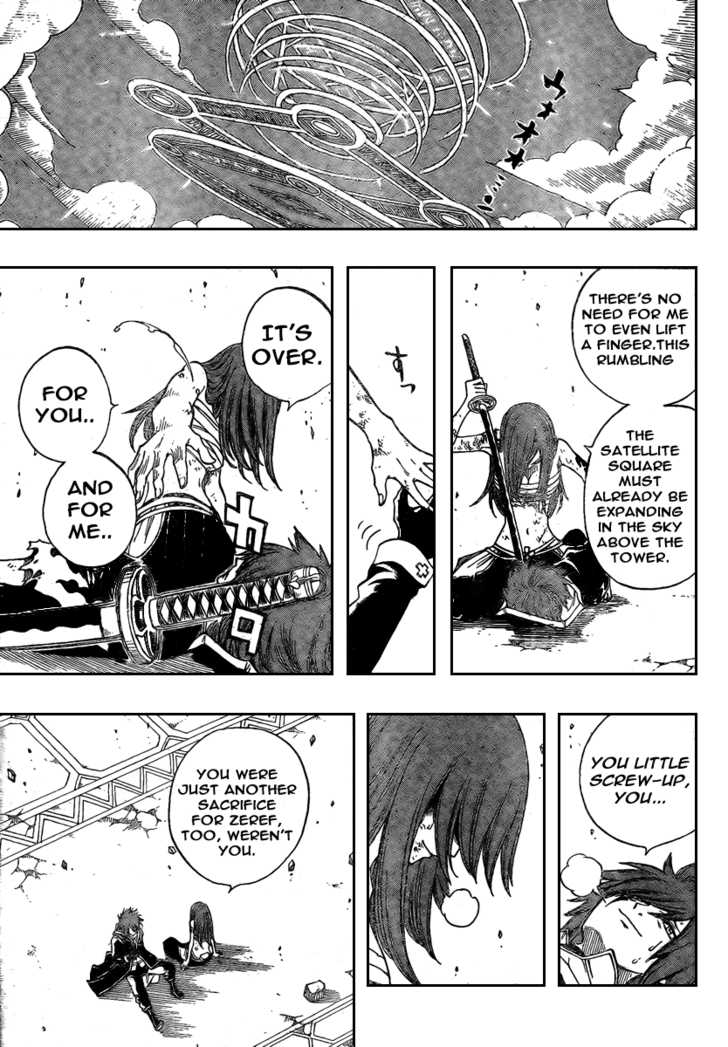 THERE'S NO
NEED FOR ME
TO EVEN LIFT
A FINGER.THIS
RUMBLING
THE
SATELLITE
SQUARE
MUST
ALREADY BE
EXPANDING
IN THE SKY
ABOVE THE
TOWER.
すっ
IT'S
OVER.
FOR
YOU..
AND
FOR
ME..
YOU LITTLE
SCREW-UP,
YOU...
YOU WERE
JUST ANOTHER
SACRIFICE
FOR ZEREF,
TOO, WEREN'T
YOU.